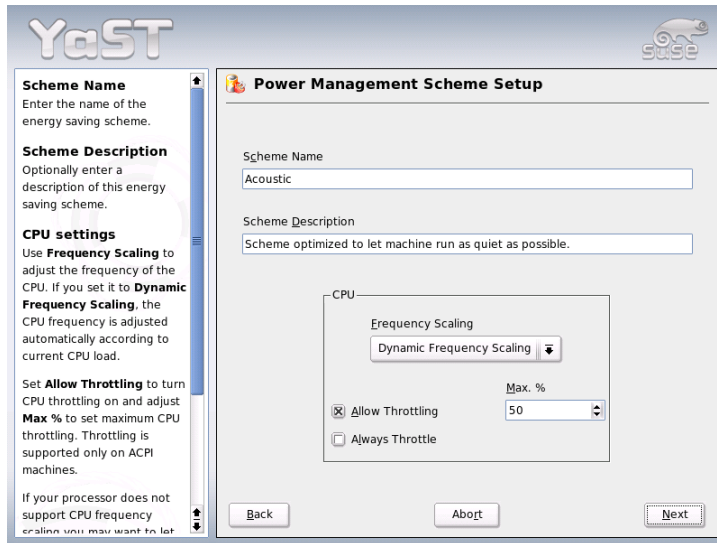 YaST
SUSE
Scheme Name
Enter the name of the
energy saving scheme.
Scheme Description
Optionally enter a
description of this energy
saving scheme.
CPU settings
Use Frequency Scaling to
adjust the frequency of the
CPU. If you set it to Dynamic
Frequency Scaling, the
CPU frequency is adjusted
automatically according to
current CPU load.
Set Allow Throttling to turn
CPU throttling on and adjust
Max % to set maximum CPU
throttling. Throttling is
supported only on ACPI
machines.
If your processor does not
support CPU frequency
scaling you may want to let
Power Management Scheme Setup
Scheme Name
Acoustic
Scheme Description
Scheme optimized to let machine run as quiet as possible.
CPU
Frequency Scaling
Dynamic Frequency Scaling
Max. %
Allow Throttling
50
Always Throttle
Back
Abort
Next